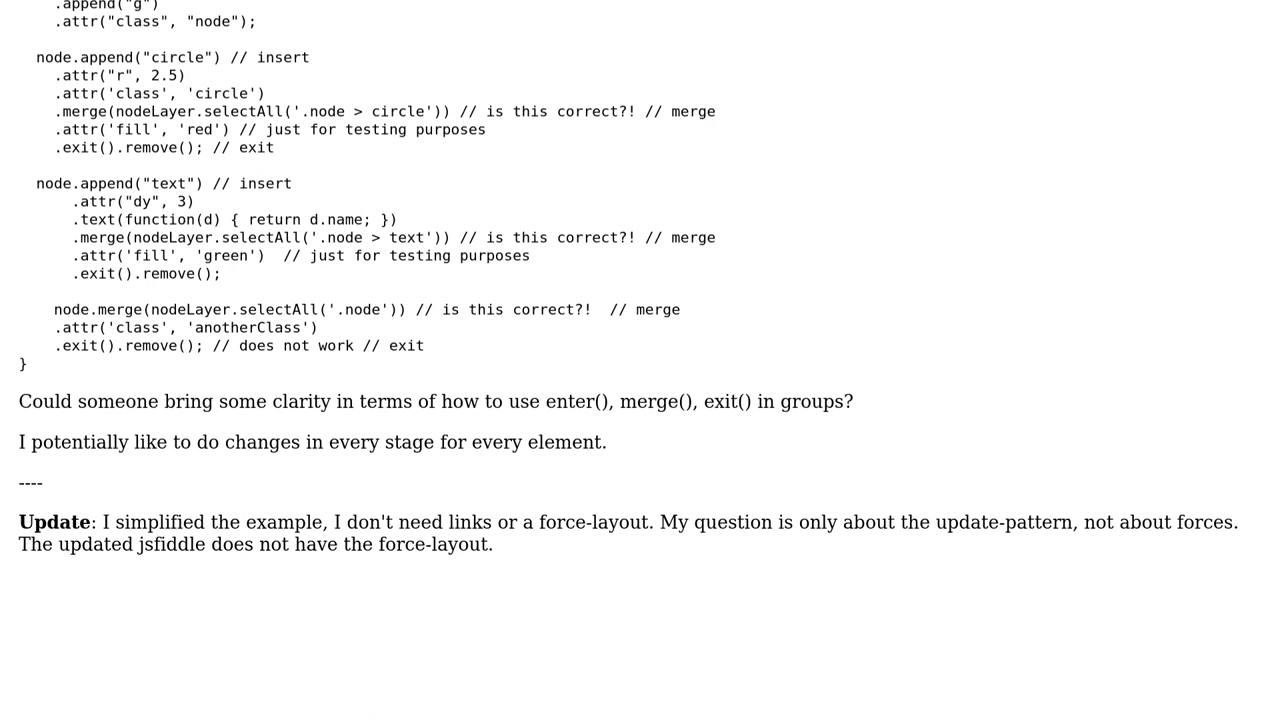 .append("g")
.attr("class", "node");
node.append("circle") // insert
.attr("r", 2.5)
.attr('class', 'circle')
.merge(nodeLayer.selectAll('.node > circle')) // is this correct?! // merge
.attr('fill', 'red') // just for testing purposes
.exit().remove(); // exit
node.append("text") // insert
.attr("dy", 3)
.text(function(d) { return d.name; })
.merge(nodeLayer.selectAll('.node > text')) // is this correct?! // merge
.attr('fill', 'green')  // just for testing purposes
.exit().remove();
node.merge(nodeLayer.selectAll('.node')) // is this correct?!  // merge
.attr('class', 'anotherClass')
.exit().remove(); // does not work // exit
}
Could someone bring some clarity in terms of how to use enter(), merge(), exit() in groups?
I potentially like to do changes in every stage for every element.
----
Update: I simplified the example, I don't need links or a force-layout. My question is only about the update-pattern, not about forces.
The updated jsfiddle does not have the force-layout.